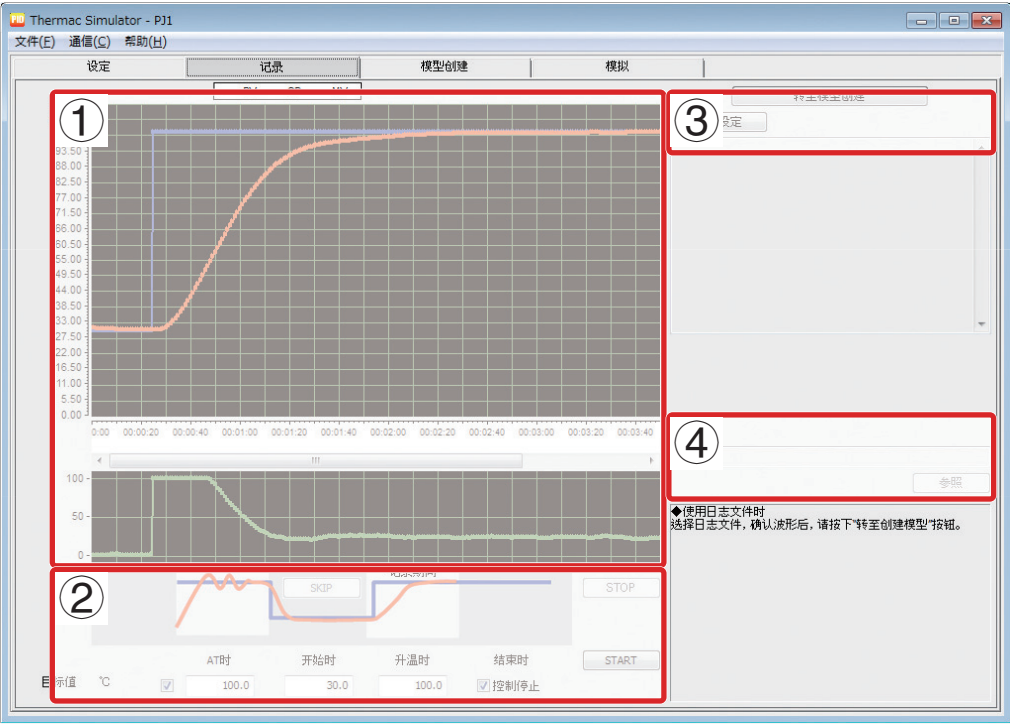 Thermac Simulator - PJ1
文件(F) 通信(C) 帮助(H)
设定 记录 模型创建 模拟
① ③
设定
93.50
88.00
82.50
77.00
71.50
66.00
60.50
55.00
49.50
44.00
38.50
33.00
27.50
22.00
16.50
11.00
5.50
0.00
0:00 00:00:20 00:00:40 00:01:00 00:01:20 00:01:40 00:02:00 00:02:20 00:02:40 00:03:00 00:03:20 00:03:40
④
参照
100
50
0
◆使用日志文件时
选择日志文件，确认波形后，请按下"转至创建模型"按钮。
②
SKIP STOP
AT时 开始时 升温时 结束时 START
目标值 ℃ 100.0 30.0 100.0 控制停止